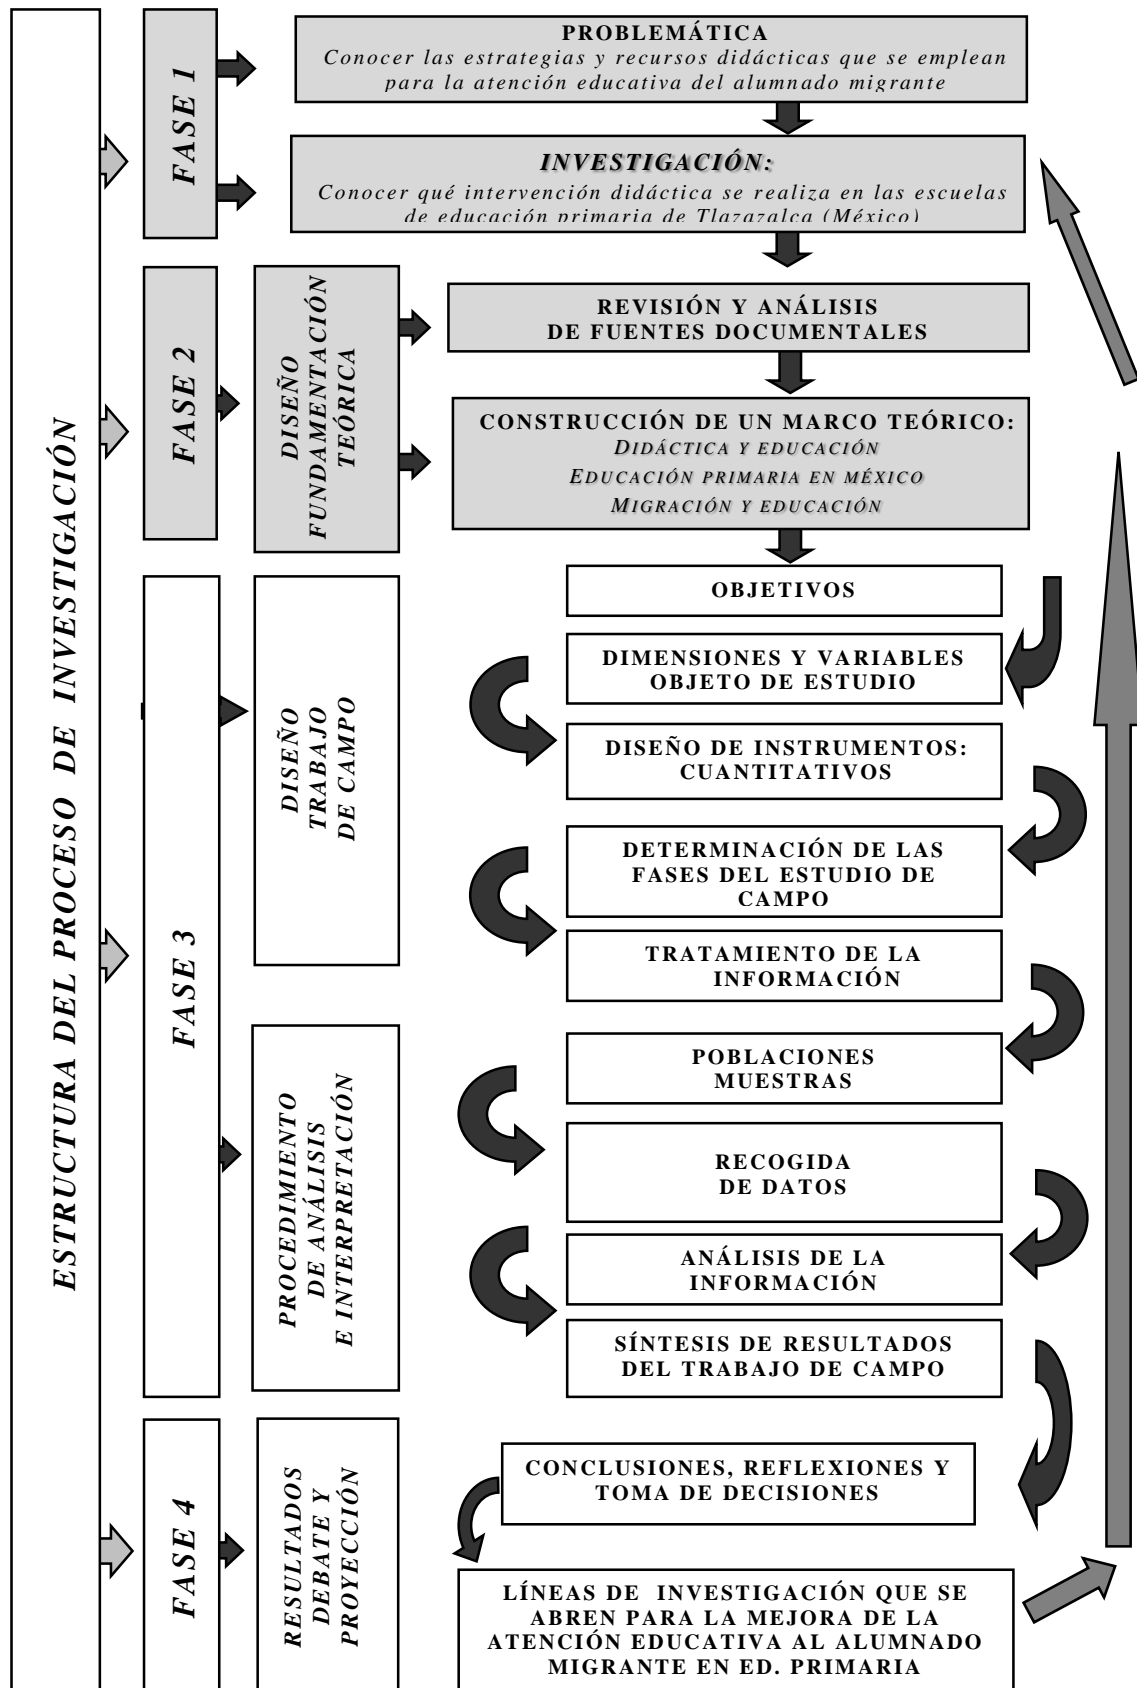 ESTRUCTURA DEL PROCESO DE INVESTIGACIÓN
FASE 1
PROBLEMÁTICA
Conocer las estrategias y recursos didácticas que se emplean
para la atención educativa del alumnado migrante
INVESTIGACIÓN:
Conocer qué intervención didáctica se realiza en las escuelas
de educación primaria de Tlazazalca (México)
FASE 2
DISEÑO
FUNDAMENTACIÓN
TEÓRICA
REVISIÓN Y ANÁLISIS
DE FUENTES DOCUMENTALES
CONSTRUCCIÓN DE UN MARCO TEÓRICO:
DIDÁCTICA Y EDUCACIÓN
EDUCACIÓN PRIMARIA EN MÉXICO
MIGRACIÓN Y EDUCACIÓN
FASE 3
DISEÑO
TRABAJO
DE CAMPO
OBJETIVOS
DIMENSIONES Y VARIABLES
OBJETO DE ESTUDIO
DISEÑO DE INSTRUMENTOS:
CUANTITATIVOS
DETERMINACIÓN DE LAS
FASES DEL ESTUDIO DE
CAMPO
TRATAMIENTO DE LA
INFORMACIÓN
PROCEDIMIENTO
DE ANÁLISIS
E INTERPRETACIÓN
POBLACIONES
MUESTRAS
RECOGIDA
DE DATOS
ANÁLISIS DE LA
INFORMACIÓN
SÍNTESIS DE RESULTADOS
DEL TRABAJO DE CAMPO
FASE 4
RESULTADOS
DEBATE Y
PROYECCIÓN
CONCLUSIONES, REFLEXIONES Y
TOMA DE DECISIONES
LÍNEAS DE INVESTIGACIÓN QUE SE
ABREN PARA LA MEJORA DE LA
ATENCIÓN EDUCATIVA AL ALUMNADO
MIGRANTE EN ED. PRIMARIA